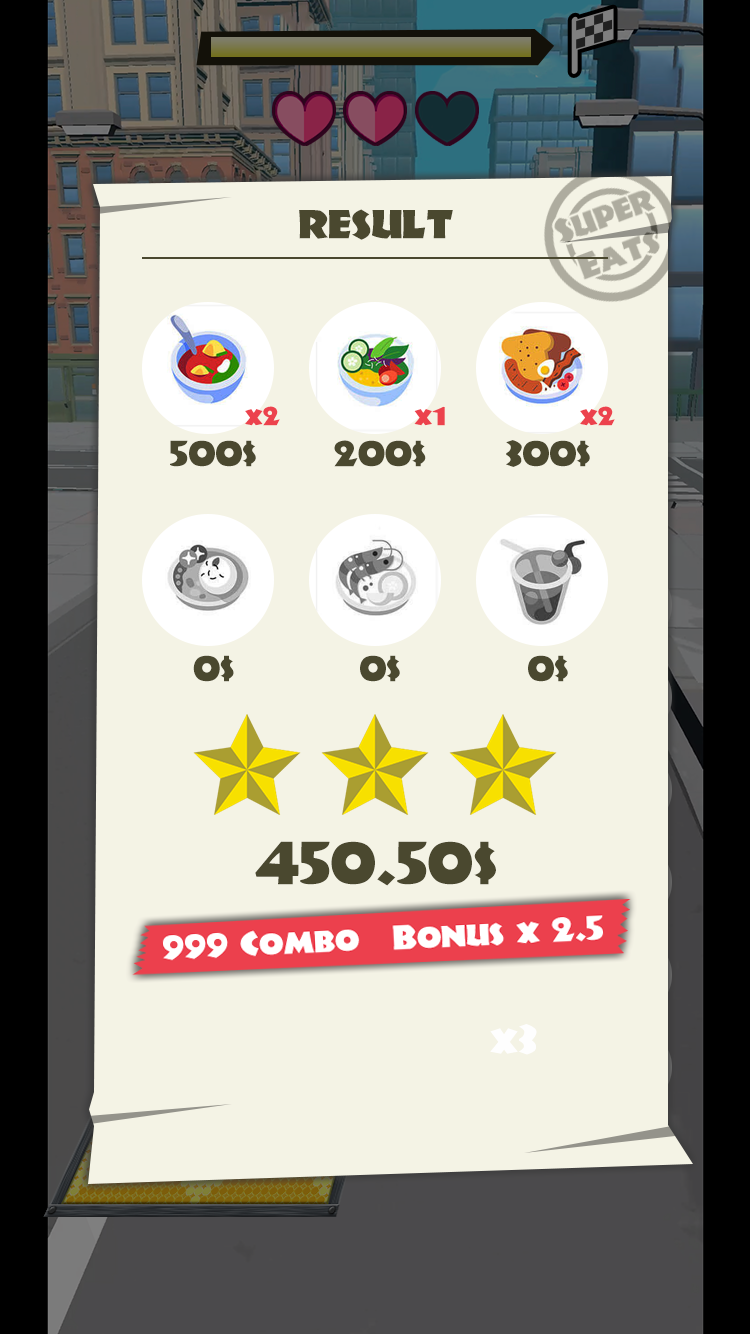 RESULT
SUPER
EATS
x2
x1
x2
500$
200$
300$
0$
0$
0$
450.50$
999 COMBO BONUS x 2.5
x3